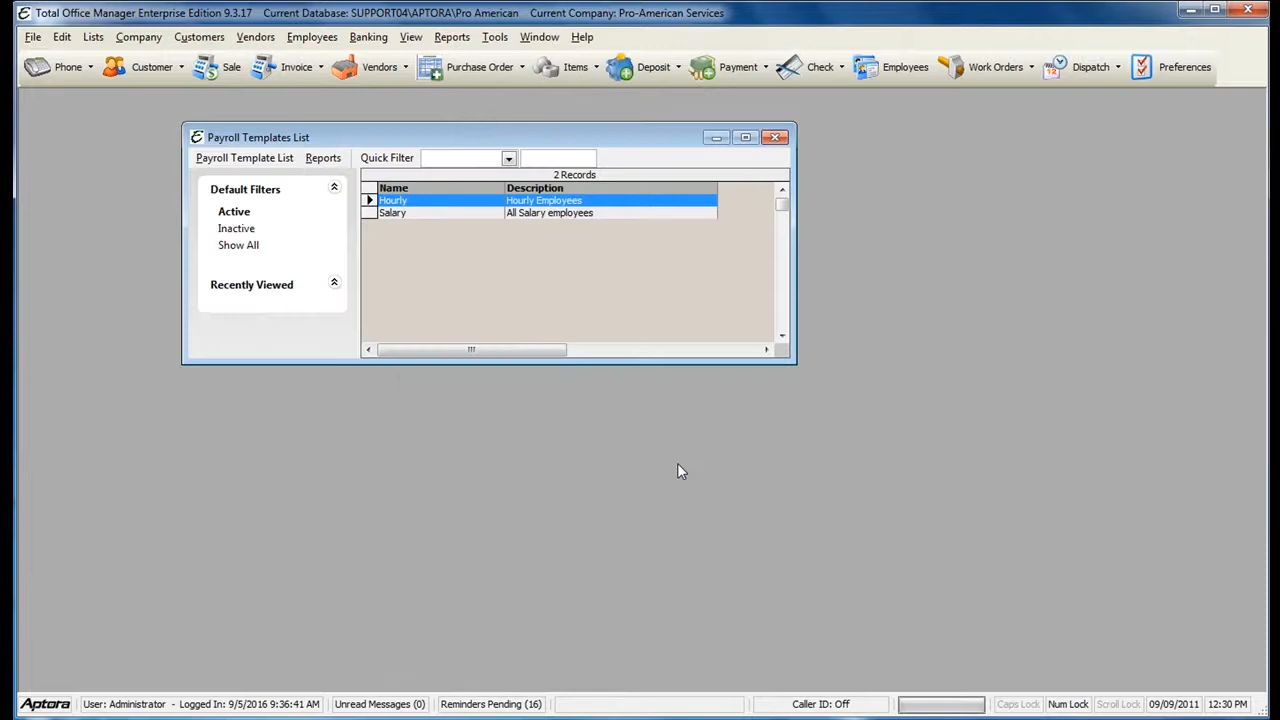 Total Office Manager Enterprise Edition 9.3.17 Current Database: SUPPORT04\APTORA\Pro American Current Company: Pro-American Services
File Edit Lists Company Customers Vendors Employees Banking View Reports Tools Window Help
Phone Customer Sale Invoice Vendors Purchase Order Items Deposit Payment Check Employees Work Orders Dispatch Preferences
Payroll Templates List
Payroll Template List Reports Quick Filter
2 Records
Default Filters
Active
Inactive
Show All
Recently Viewed
Name Description
Hourly Hourly Employees
Salary All Salary employees
Aptora User: Administrator - Logged In: 9/5/2016 9:36:41 AM Unread Messages (0) Reminders Pending (16) Caller ID: Off Caps Lock Num Lock Scroll Lock 09/09/2011 12:30 PM